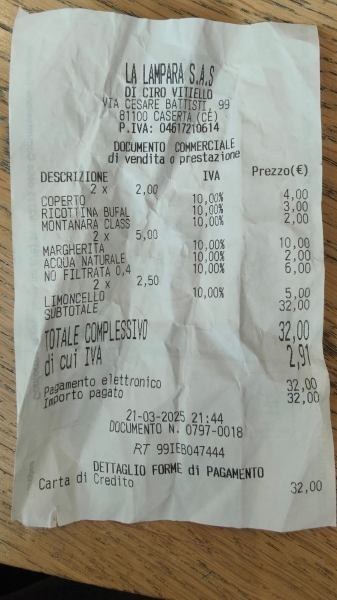 LA LAMPARA S.A.S
DI CIRO VITIELLO
VIA CESARE BATTISTI, 99
81100 CASERTA (CE)
P.IVA: 04617210614
DOCUMENTO COMMERCIALE
di vendita o prestazione
DESCRIZIONE IVA Prezzo(€)
2 x 2,00
COPERTO 10,00% 4,00
RICOTTINA BUFAL 10,00% 3,00
MONTANARA CLASS 10,00% 2,00
2 x 5,00
MARGHERITA 10,00% 10,00
ACQUA NATURALE 10,00% 2,00
NO FILTRATA 0,4 10,00% 6,00
2 x 2,50
LIMONCELLO 10,00% 5,00
SUBTOTALE 32,00
TOTALE COMPLESSIVO 32,00
di cui IVA 2,91
Pagamento elettronico 32,00
Importo pagato 32,00
21-03-2025 21:44
DOCUMENTO N. 0797-0018
RT 99IEB047444
DETTAGLIO FORME di PAGAMENTO
Carta di Credito 32,00